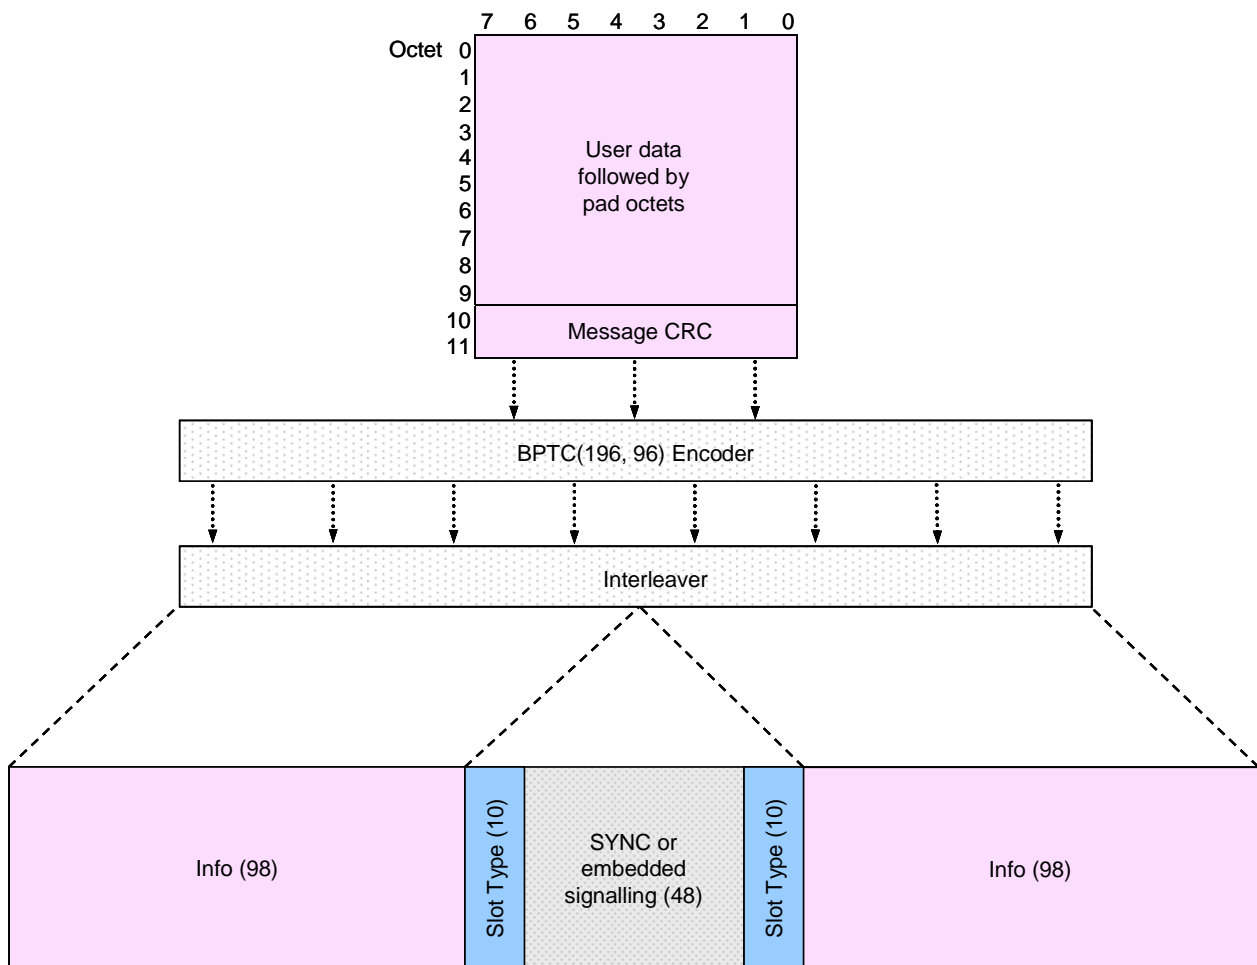 7 6 5 4 3 2 1 0
Octet 0
1
2
3
4
5
6
7
8
9
10
11
User data
followed by
pad octets
Message CRC
BPTC(196, 96) Encoder
Interleaver
Info (98)
Slot Type (10)
SYNC or
embedded
signalling (48)
Slot Type (10)
Info (98)